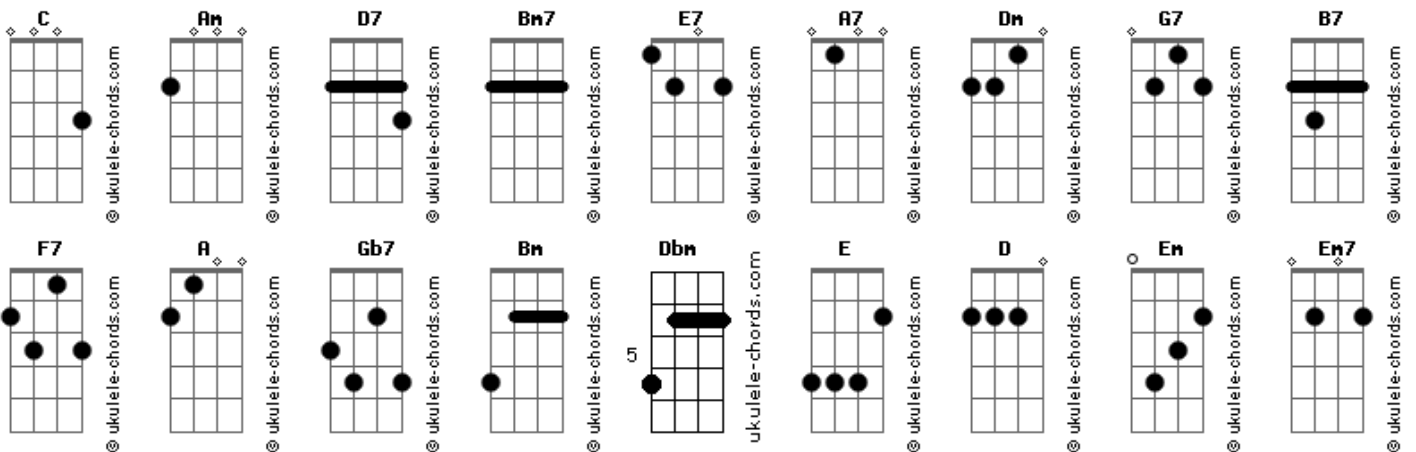 C Am D7 Bm7 E7 A7 Dm G7 B7
© ukulele-chords.com © ukulele-chords.com © ukulele-chords.com © ukulele-chords.com © ukulele-chords.com © ukulele-chords.com © ukulele-chords.com © ukulele-chords.com © ukulele-chords.com
F7 A Gb7 Bm Dbm E D Em Em7
5
© ukulele-chords.com © ukulele-chords.com © ukulele-chords.com © ukulele-chords.com ukulele-chords.com © ukulele-chords.com © ukulele-chords.com © ukulele-chords.com © ukulele-chords.com